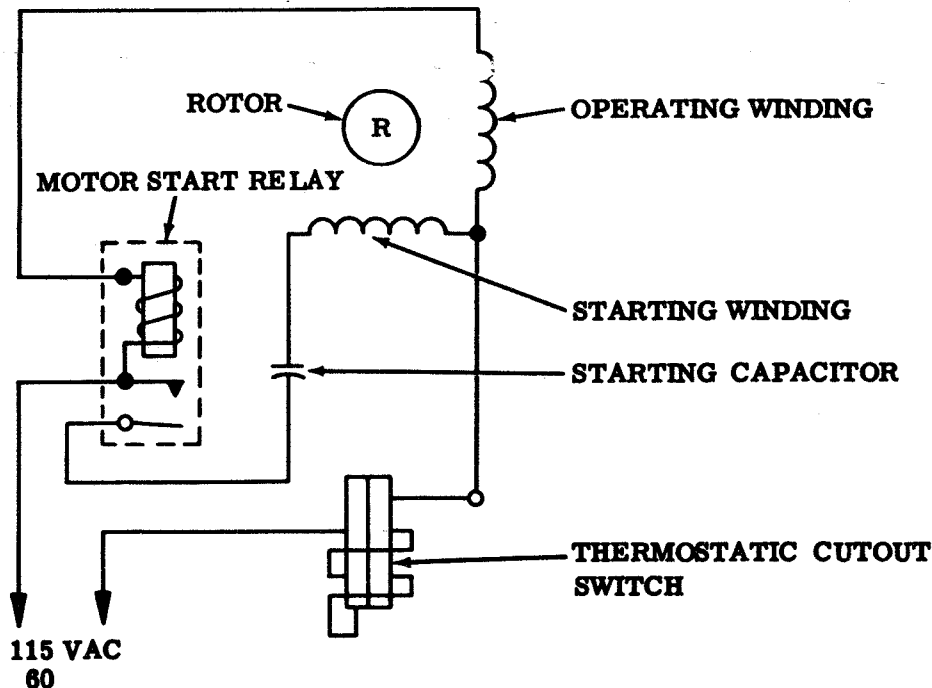 ROTOR
R
OPERATING WINDING
MOTOR START RELAY
STARTING WINDING
STARTING CAPACITOR
THERMOSTATIC CUTOUT
SWITCH
115 VAC
60